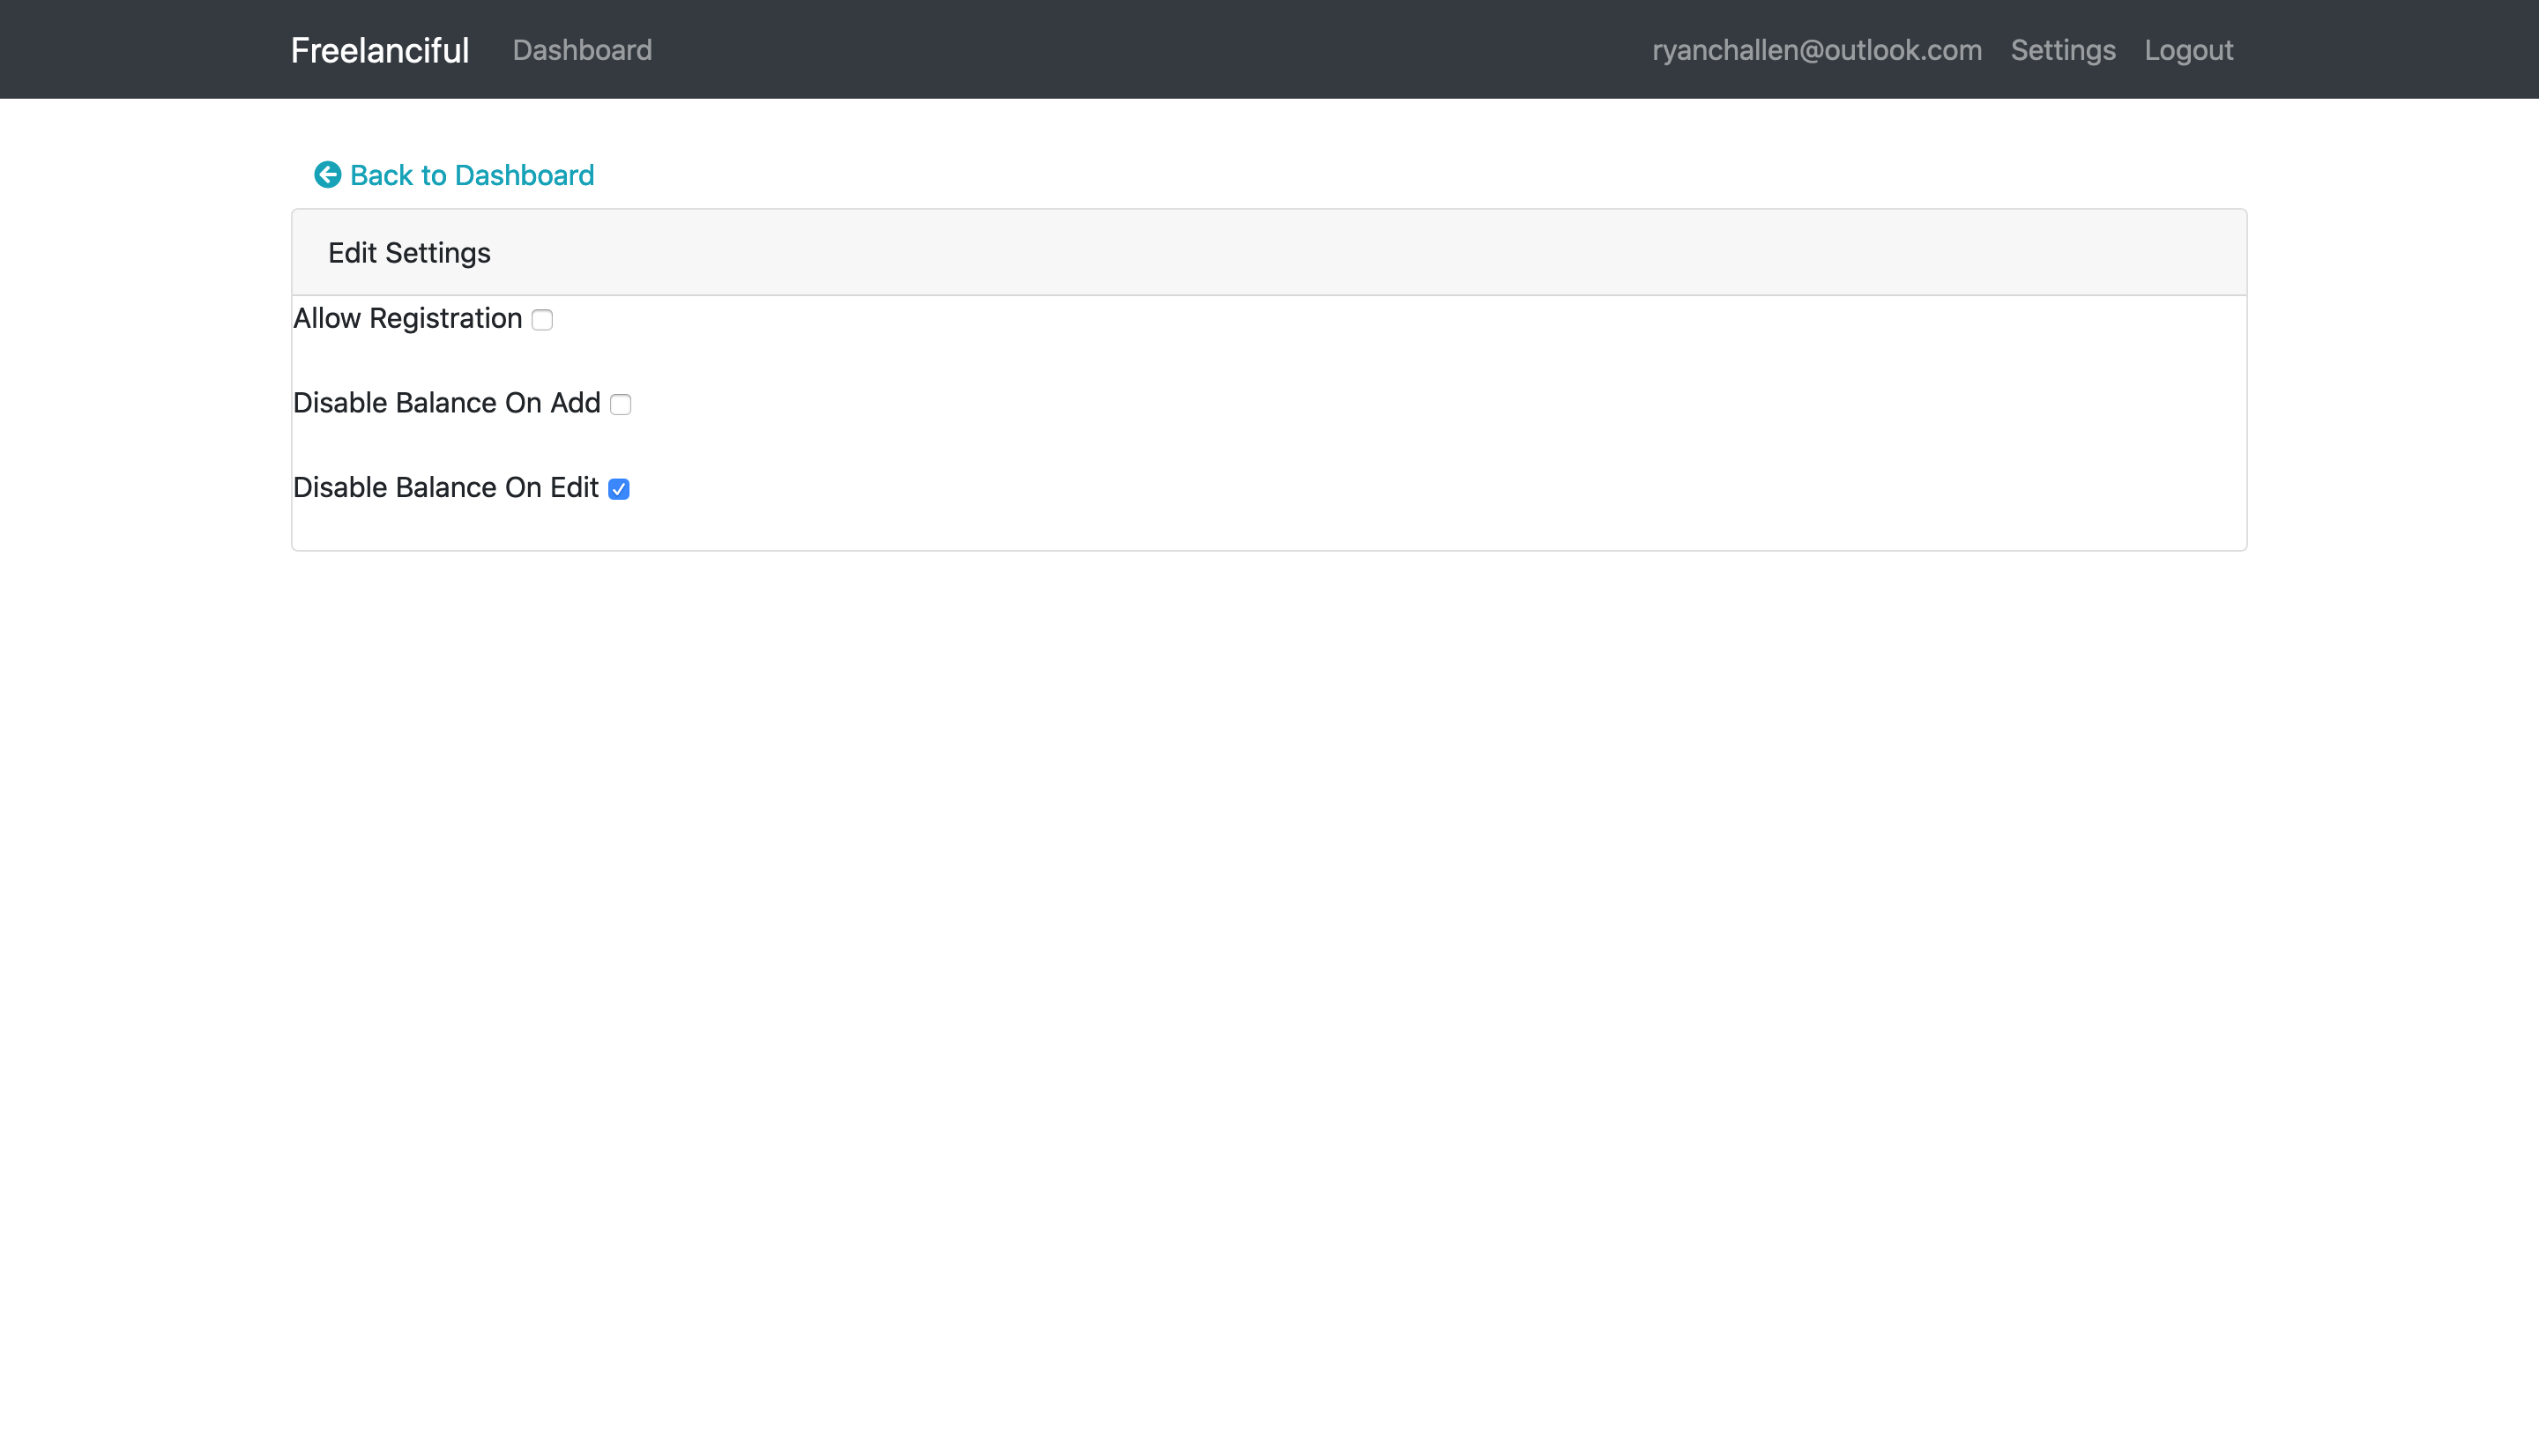 Freelanciful Dashboard ryanchallen@outlook.com Settings Logout
Back to Dashboard
Edit Settings
Allow Registration
Disable Balance On Add
Disable Balance On Edit